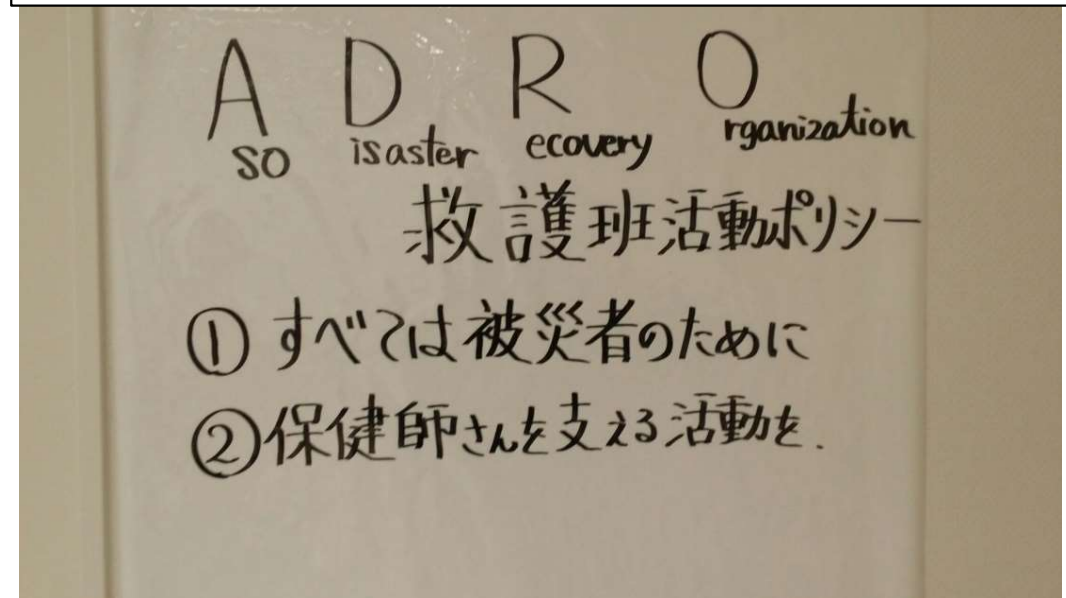 A D R O
so isaster ecovery rganization
救護班活動ポリシー
① すべては被災者のために
②保健師さんを支える活動を.